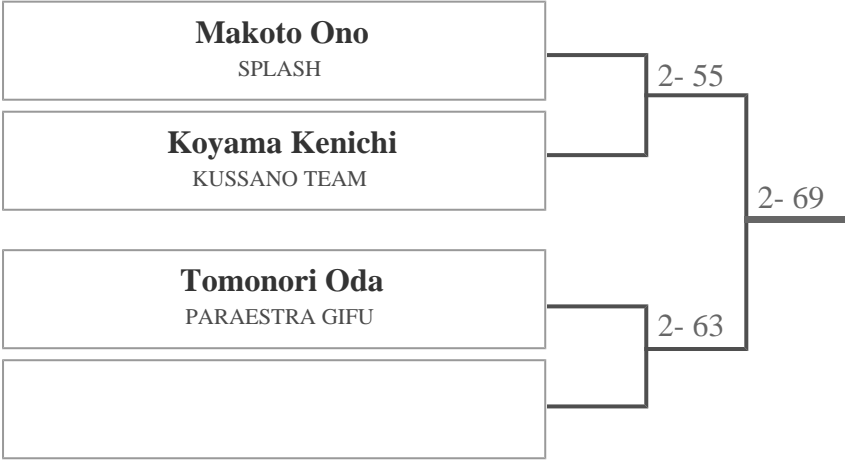 Makoto Ono
SPLASH
2- 55
Koyama Kenichi
KUSSANO TEAM
2- 69
Tomonori Oda
PARAESTRA GIFU
2- 63